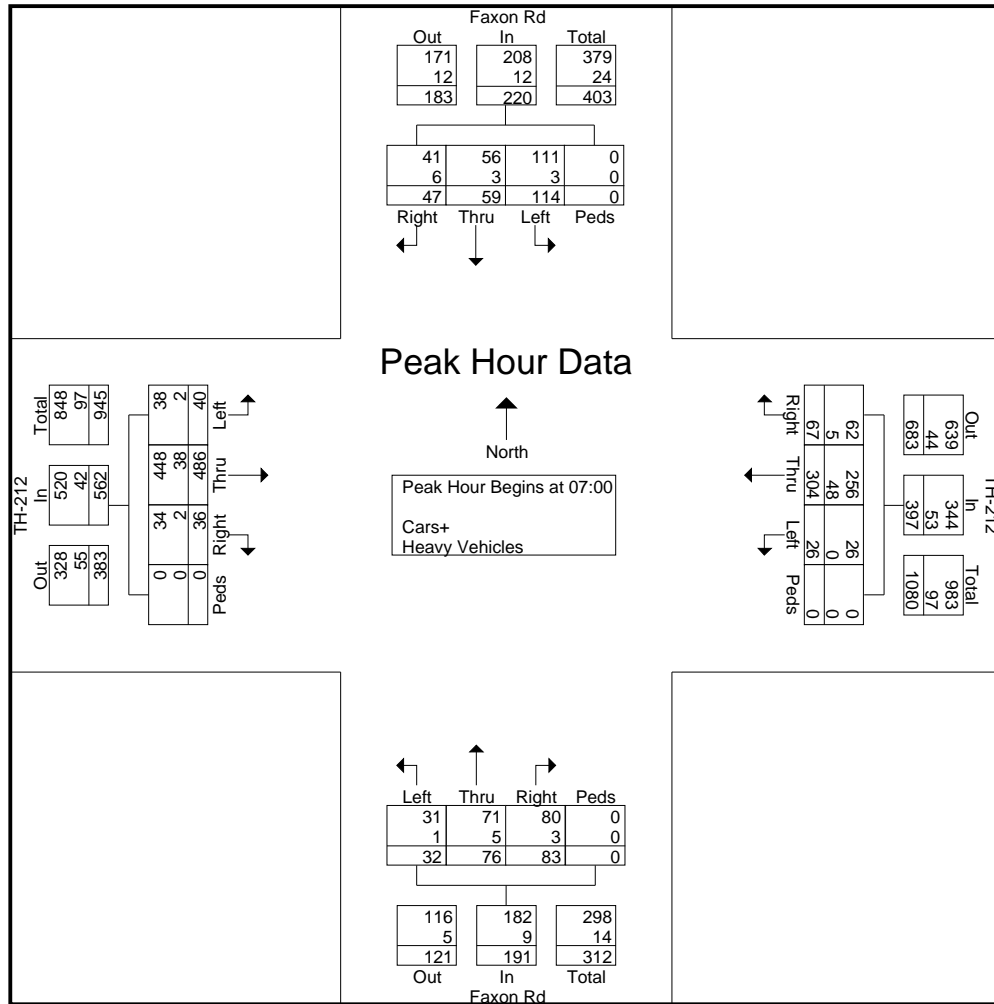 Faxon Rd
Out In Total
171 208 379
12 12 24
183 220 403
41 56 111 0
6 3 3 0
47 59 114 0
Right Thru Left Peds
Peak Hour Data
North
Peak Hour Begins at 07:00
Cars+
Heavy Vehicles
TH-212
Total In Out
848 520 328
97 42 55
945 562 383
38 448 34 0
2 38 2 0
40 486 36 0
Left Thru Right Peds
TH-212
Out In Total
639 344 983
44 53 97
683 397 1080
62 256 26 0
5 48 0 0
67 304 26 0
Right Thru Left Peds
Left Thru Right Peds
31 71 80 0
1 5 3 0
32 76 83 0
116 182 298
5 9 14
121 191 312
Out In Total
Faxon Rd